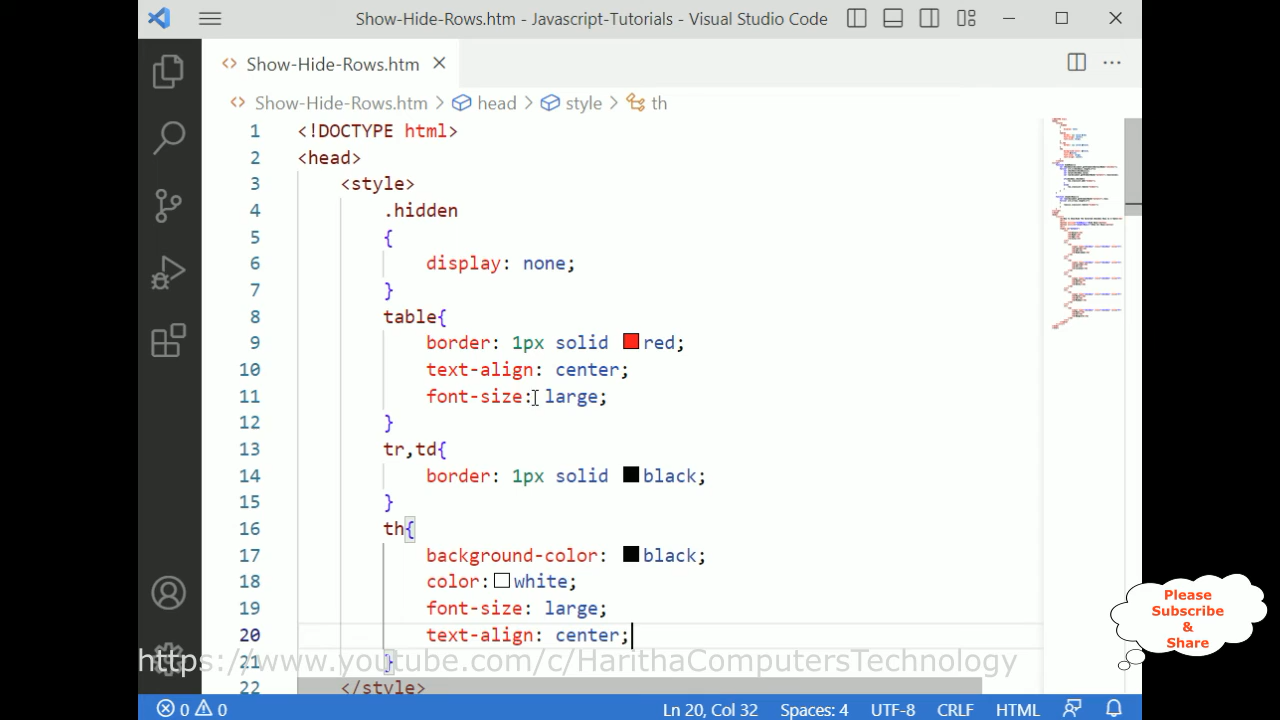 Show-Hide-Rows.htm - Javascript-Tutorials - Visual Studio Code
Show-Hide-Rows.htm
Show-Hide-Rows.htm > head > style > th
1 <!DOCTYPE html>
2 <head>
3 <style>
4 .hidden
5 {
6 display: none;
7 }
8 table{
9 border: 1px solid red;
10 text-align: center;
11 font-size: large;
12 }
13 tr,td{
14 border: 1px solid black;
15 }
16 th{
17 background-color: black;
18 color: white;
19 font-size: large;
20 text-align: center;
21 }
22 </style>
https://www.youtube.com/c/HarithaComputersTechnology
Please
Subscribe
&
Share
0 0 Ln 20, Col 32 Spaces: 4 UTF-8 CRLF HTML